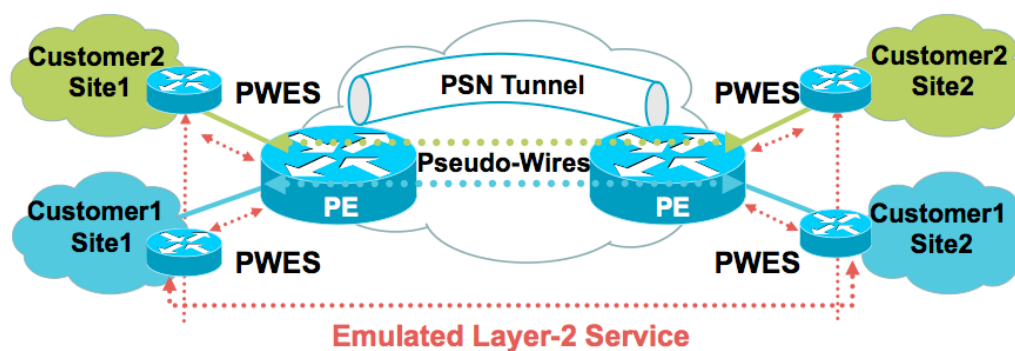 Customer2
Site1
PWES
PSN Tunnel
PWES
Customer2
Site2
Pseudo-Wires
Customer1
Site1
PE
PE
Customer1
Site2
PWES
PWES
Emulated Layer-2 Service